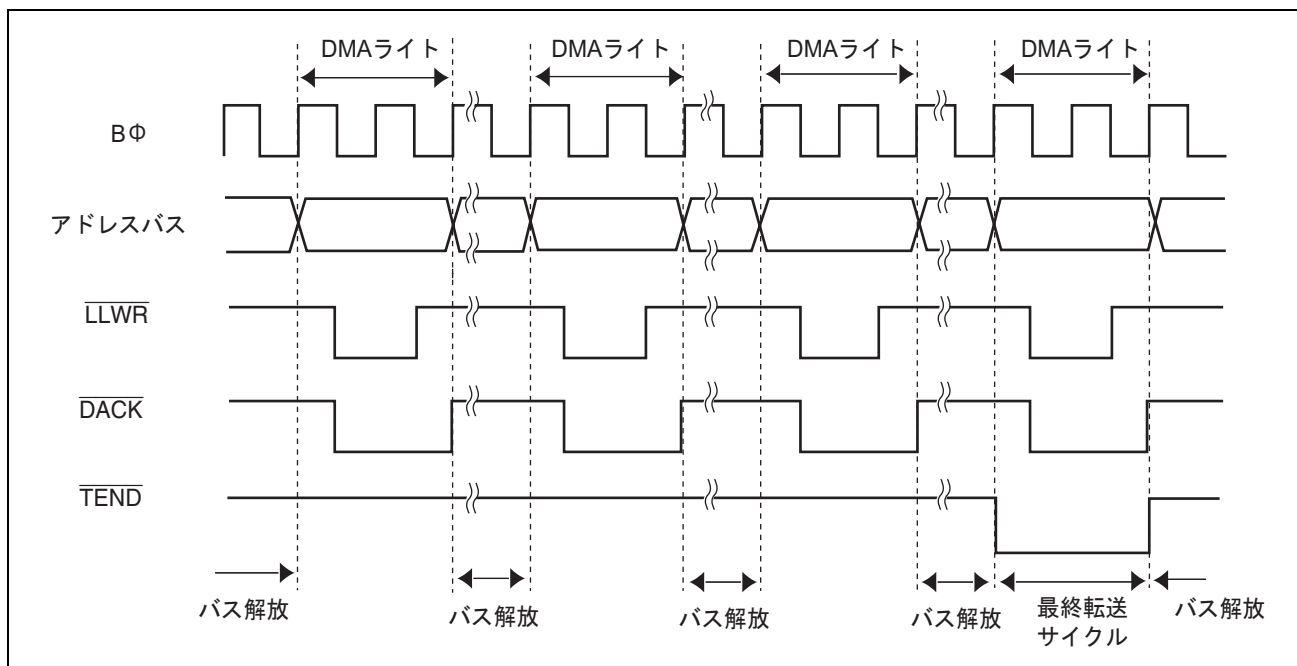 DMAライト
DMAライト
DMAライト
DMAライト
BΦ
アドレスバス
LLWR
DACK
TEND
バス解放
バス解放
バス解放
バス解放
最終転送
サイクル
バス解放